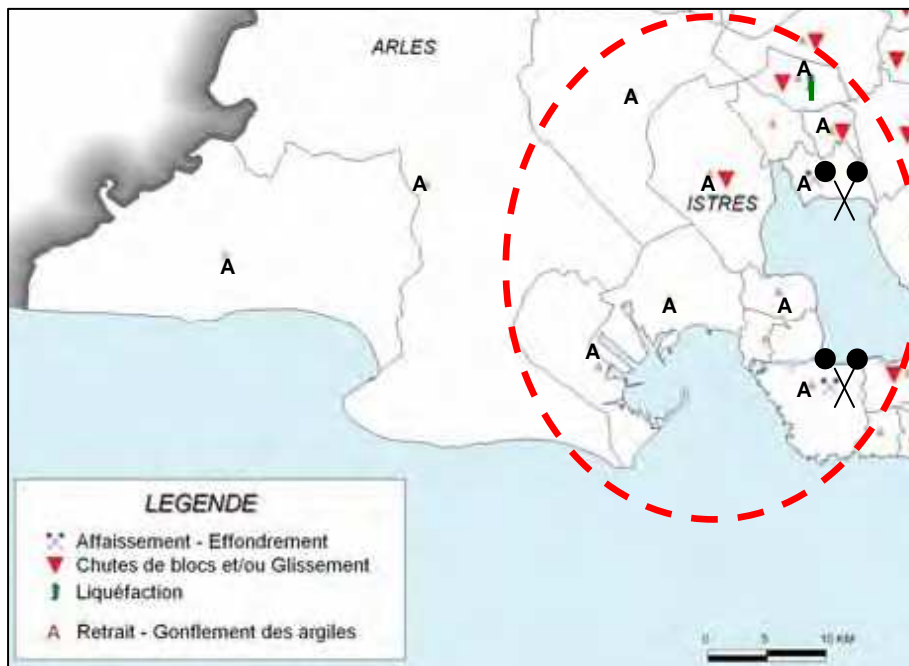 ARLES
A
A
A
A
A
A
A
ISTRES
A
A
A
A
A
LEGENDE
Affaissement - Effondrement
Chutes de blocs et/ou Glissement
Liquéfaction
A Retrait - Gonflement des argiles
0 5 10 KM